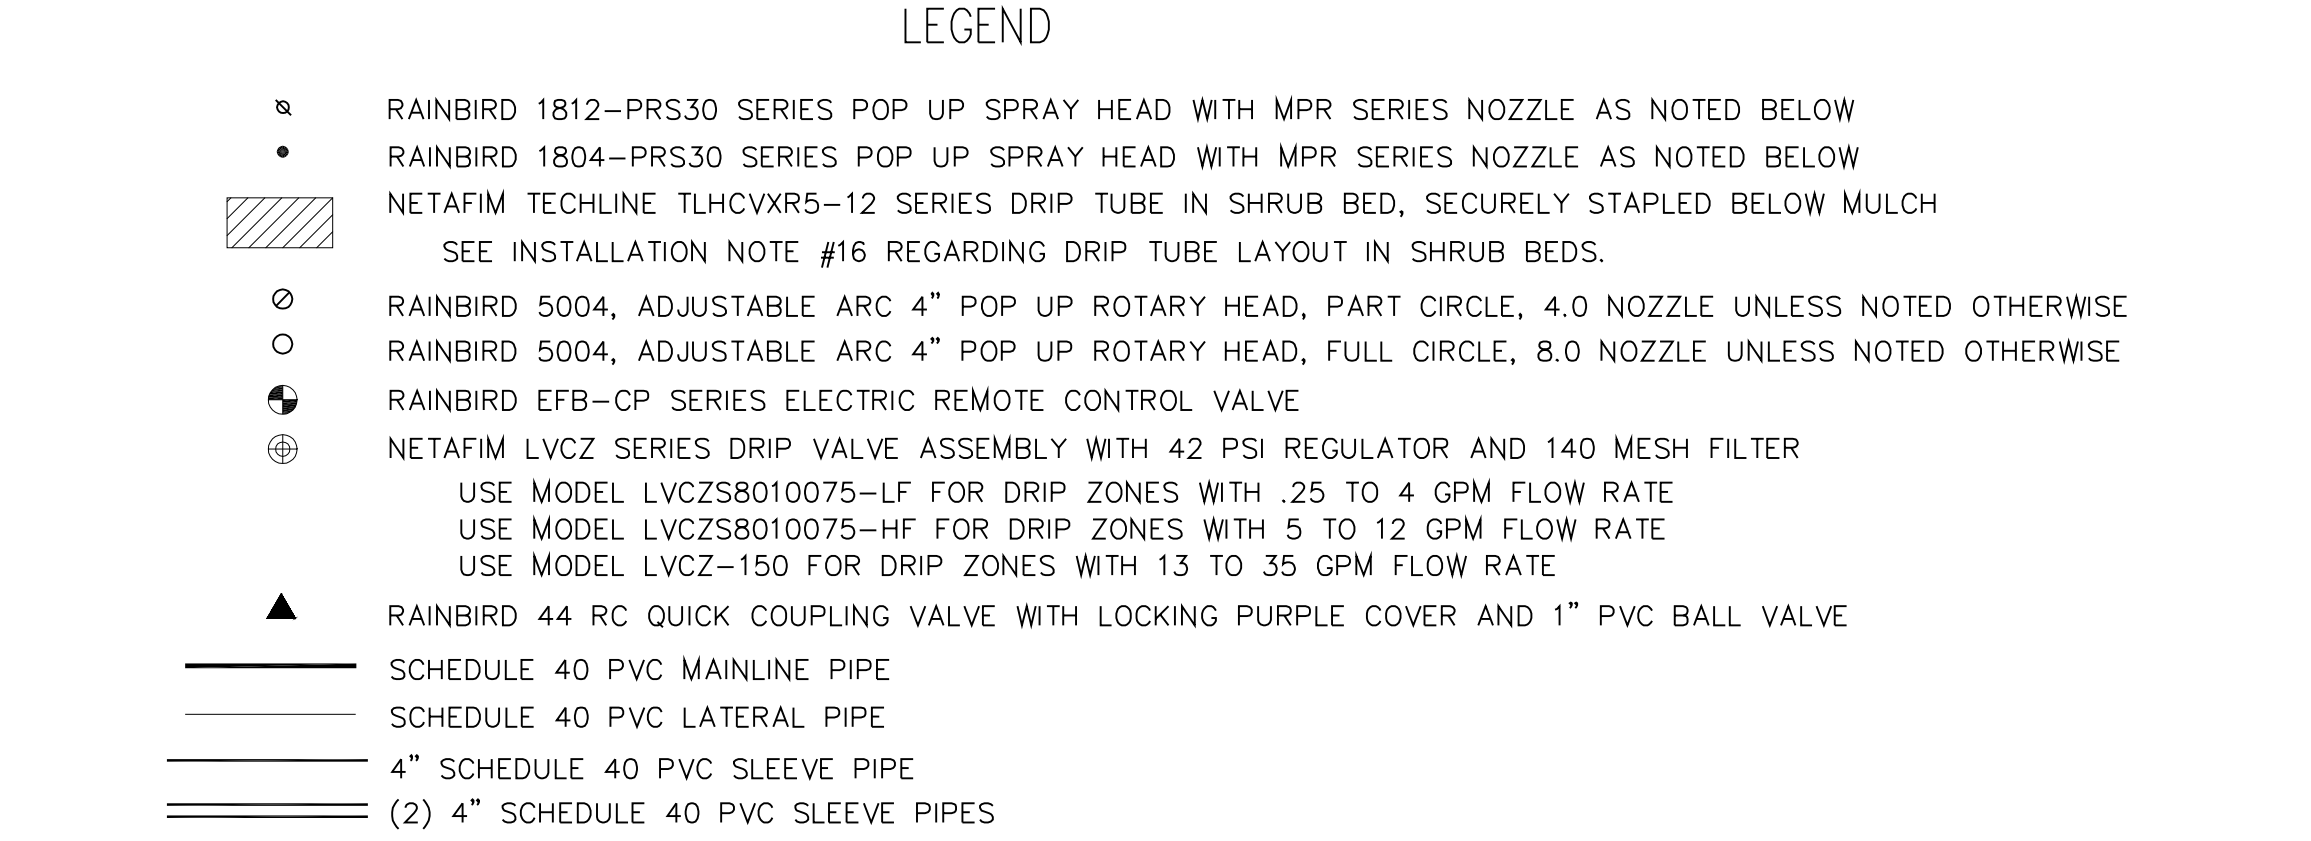 LEGEND
RAINBIRD 1812-PRS30 SERIES POP UP SPRAY HEAD WITH MPR SERIES NOZZLE AS NOTED BELOW
RAINBIRD 1804-PRS30 SERIES POP UP SPRAY HEAD WITH MPR SERIES NOZZLE AS NOTED BELOW
NETAFIM TECHLINE TLHCVXR5-12 SERIES DRIP TUBE IN SHRUB BED, SECURELY STAPLED BELOW MULCH
SEE INSTALLATION NOTE #16 REGARDING DRIP TUBE LAYOUT IN SHRUB BEDS.
RAINBIRD 5004, ADJUSTABLE ARC 4" POP UP ROTARY HEAD, PART CIRCLE, 4.0 NOZZLE UNLESS NOTED OTHERWISE
RAINBIRD 5004, ADJUSTABLE ARC 4" POP UP ROTARY HEAD, FULL CIRCLE, 8.0 NOZZLE UNLESS NOTED OTHERWISE
RAINBIRD EFB-CP SERIES ELECTRIC REMOTE CONTROL VALVE
NETAFIM LVCZ SERIES DRIP VALVE ASSEMBLY WITH 42 PSI REGULATOR AND 140 MESH FILTER
USE MODEL LVCZS8010075-LF FOR DRIP ZONES WITH .25 TO 4 GPM FLOW RATE
USE MODEL LVCZS8010075-HF FOR DRIP ZONES WITH 5 TO 12 GPM FLOW RATE
USE MODEL LVCZ-150 FOR DRIP ZONES WITH 13 TO 35 GPM FLOW RATE
RAINBIRD 44 RC QUICK COUPLING VALVE WITH LOCKING PURPLE COVER AND 1" PVC BALL VALVE
SCHEDULE 40 PVC MAINLINE PIPE
SCHEDULE 40 PVC LATERAL PIPE
4" SCHEDULE 40 PVC SLEEVE PIPE
(2) 4" SCHEDULE 40 PVC SLEEVE PIPES